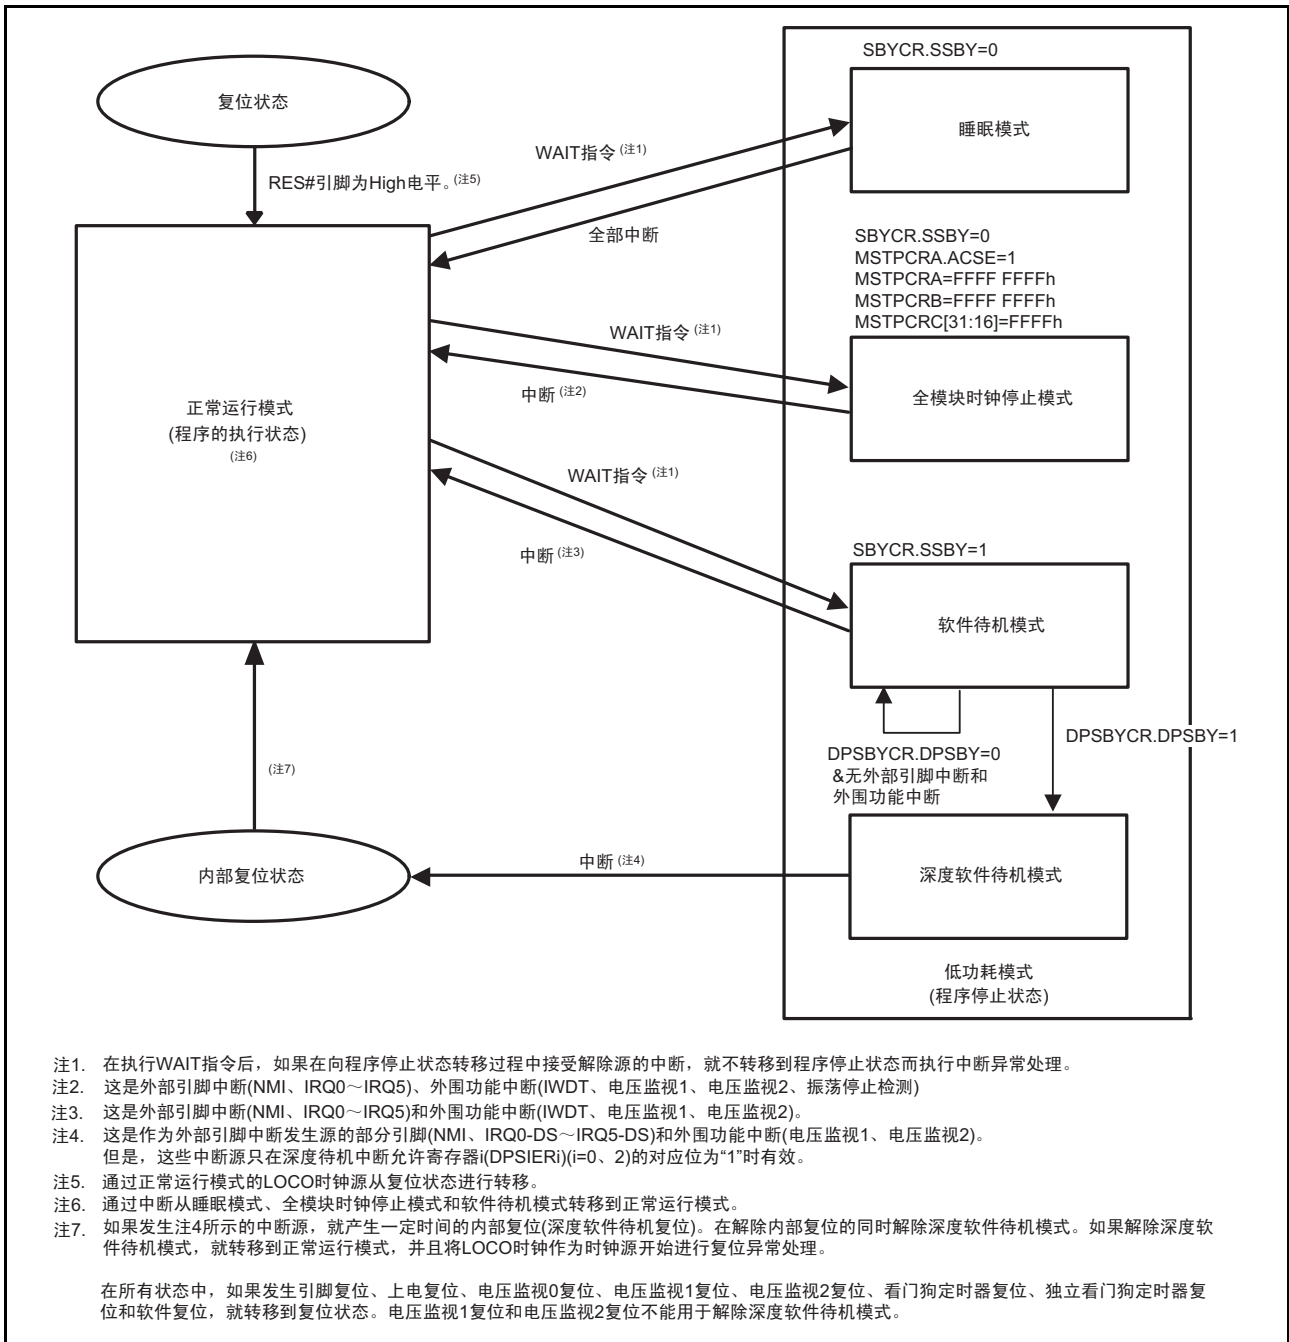 SBYCR.SSBY=0
复位状态
睡眠模式
WAIT指令 (注1)
RES#引脚为High电平。(注5)
全部中断
SBYCR.SSBY=0
MSTPCRA.ACSE=1
MSTPCRA=FFFF FFFFh
MSTPCRB=FFFF FFFFh
MSTPCRC[31:16]=FFFFh
WAIT指令 (注1)
中断 (注2)
全模块时钟停止模式
正常运行模式
(程序的执行状态)
(注6)
WAIT指令 (注1)
中断 (注3)
SBYCR.SSBY=1
软件待机模式
DPSBYCR.DPSBY=1
DPSBYCR.DPSBY=0
&无外部引脚中断和
外围功能中断
(注7)
中断 (注4)
内部复位状态
深度软件待机模式
低功耗模式
(程序停止状态)
注1. 在执行WAIT指令后，如果在向程序停止状态转移过程中接受解除源的中断，就不转移到程序停止状态而执行中断异常处理。
注2. 这是外部引脚中断(NMI、IRQ0～IRQ5)、外围功能中断(IWDT、电压监视1、电压监视2、振荡停止检测)
注3. 这是外部引脚中断(NMI、IRQ0～IRQ5)和外围功能中断(IWDT、电压监视1、电压监视2)。
注4. 这是作为外部引脚中断发生源的部分引脚(NMI、IRQ0-DS～IRQ5-DS)和外围功能中断(电压监视1、电压监视2)。
但是，这些中断源只在深度待机中断允许寄存器i(DPSIERi)(i=0、2)的对应位为“1”时有效。
注5. 通过正常运行模式的LOCO时钟源从复位状态进行转移。
注6. 通过中断从睡眠模式、全模块时钟停止模式和软件待机模式转移到正常运行模式。
注7. 如果发生注4所示的中断源，就产生一定时间的内部复位(深度软件待机复位)。在解除内部复位的同时解除深度软件待机模式。如果解除深度软
件待机模式，就转移到正常运行模式，并且将LOCO时钟作为时钟源开始进行复位异常处理。
在所有状态中，如果发生引脚复位、上电复位、电压监视0复位、电压监视1复位、电压监视2复位、看门狗定时器复位、独立看门狗定时器复
位和软件复位，就转移到复位状态。电压监视1复位和电压监视2复位不能用于解除深度软件待机模式。